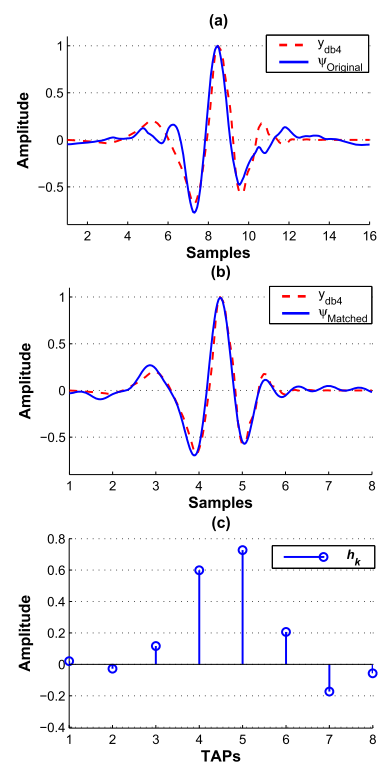 (a)
Amplitude
1
0.5
0
−0.5
y_db4
ψ_Original
2 4 6 8 10 12 14 16
Samples
(b)
Amplitude
1
0.5
0
−0.5
y_db4
ψ_Matched
1 2 3 4 5 6 7 8
Samples
(c)
Amplitude
0.8
0.6
0.4
0.2
0
−0.2
−0.4
h_k
1 2 3 4 5 6 7 8
TAPs